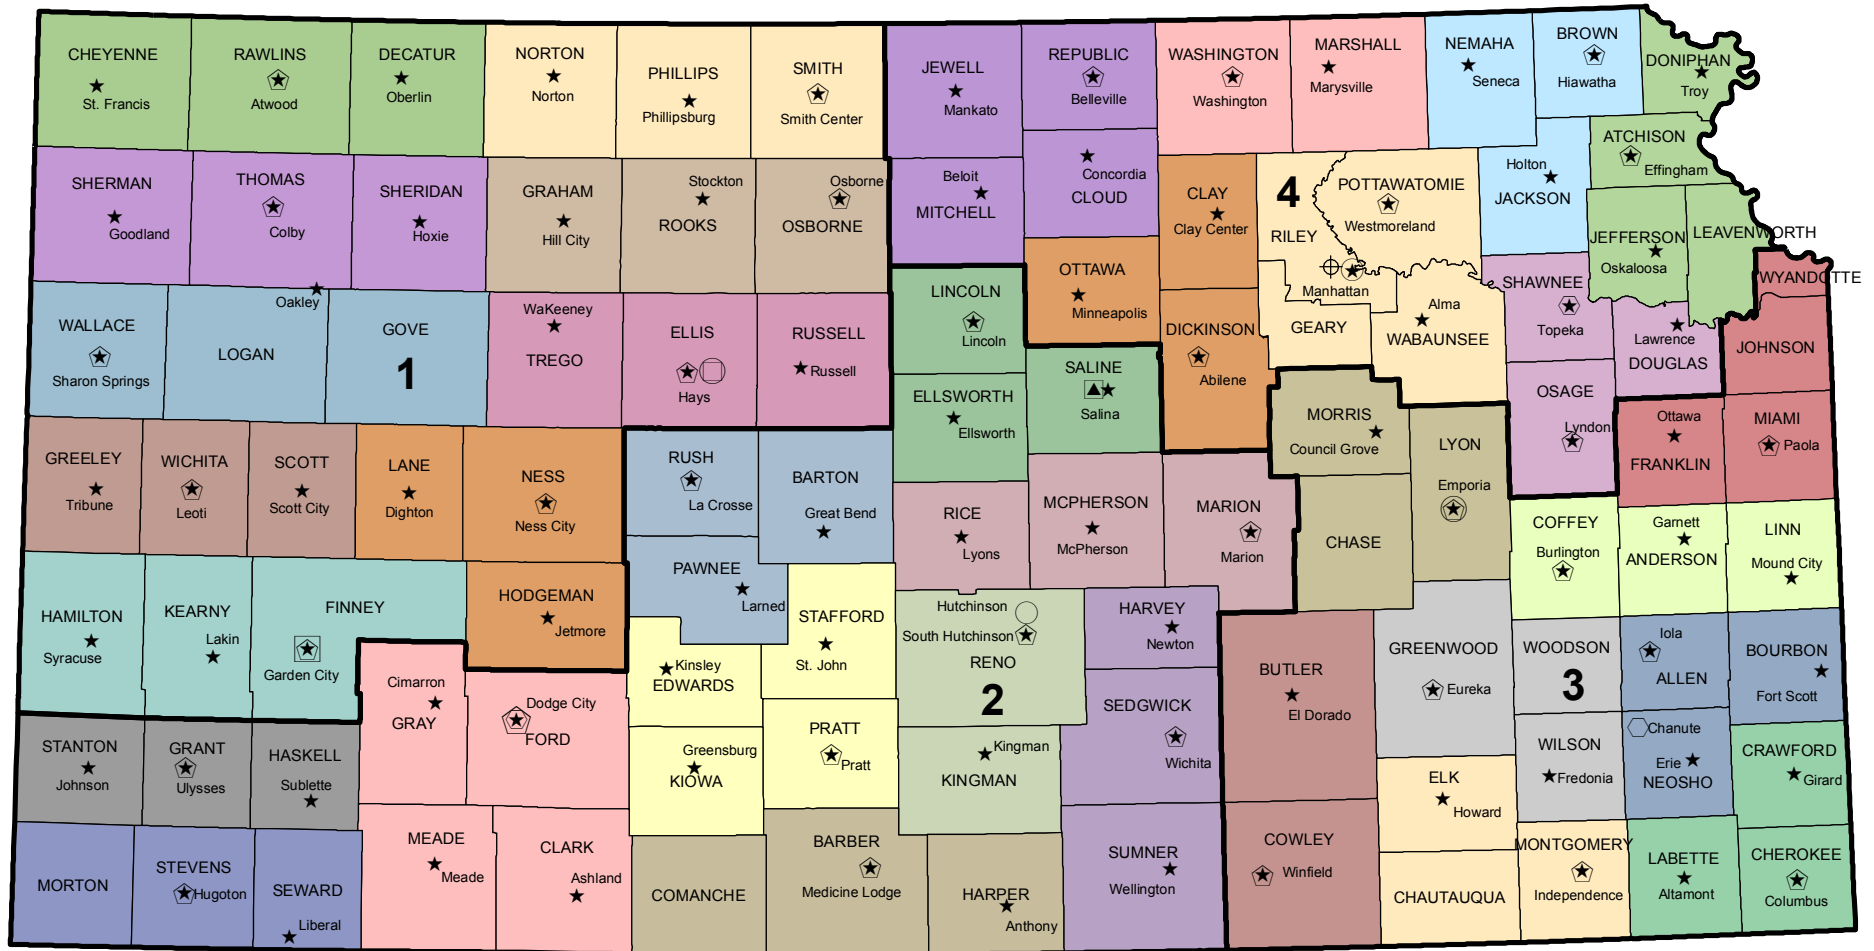 CHEYENNE
St. Francis
RAWLINS
Atwood
DECATUR
Oberlin
NORTON
Norton
PHILLIPS
Phillipsburg
SMITH
Smith Center
JEWELL
Mankato
REPUBLIC
Belleville
WASHINGTON
Washington
MARSHALL
Marysville
NEMAHA
Seneca
BROWN
Hiawatha
DONIPHAN
Troy
SHERMAN
Goodland
THOMAS
Colby
SHERIDAN
Hoxie
GRAHAM
Hill City
Stockton
ROOKS
Osborne
OSBORNE
Beloit
MITCHELL
Concordia
CLOUD
CLAY
Clay Center
4
RILEY
Manhattan
POTTAWATOMIE
Westmoreland
Holton
JACKSON
ATCHISON
Effingham
JEFFERSON
Oskaloosa
LEAVENWORTH
WYANDOTTE
WALLACE
Sharon Springs
Oakley
LOGAN
GOVE
1
WaKeeney
TREGO
ELLIS
Hays
RUSSELL
Russell
LINCOLN
Lincoln
OTTAWA
Minneapolis
DICKINSON
Abilene
GEARY
Alma
WABAUNSEE
SHAWNEE
Topeka
Lawrence
DOUGLAS
JOHNSON
ELLSWORTH
Ellsworth
SALINE
Salina
MORRIS
Council Grove
LYON
Emporia
OSAGE
Lyndon
Ottawa
FRANKLIN
MIAMI
Paola
GREELEY
Tribune
WICHITA
Leoti
SCOTT
Scott City
LANE
Dighton
NESS
Ness City
RUSH
La Crosse
BARTON
Great Bend
RICE
Lyons
MCPHERSON
McPherson
MARION
Marion
CHASE
COFFEY
Burlington
Garnett
ANDERSON
LINN
Mound City
HAMILTON
Syracuse
KEARNY
Lakin
FINNEY
Garden City
HODGEMAN
Jetmore
PAWNEE
Larned
STAFFORD
St. John
Kinsley
EDWARDS
Hutchinson
South Hutchinson
RENO
2
HARVEY
Newton
BUTLER
El Dorado
GREENWOOD
Eureka
WOODSON
3
Iola
ALLEN
BOURBON
Fort Scott
Cimarron
GRAY
Dodge City
FORD
Greensburg
KIOWA
PRATT
Pratt
Kingman
KINGMAN
SEDGWICK
Wichita
STANTON
Johnson
GRANT
Ulysses
HASKELL
Sublette
WILSON
Fredonia
Chanute
Erie
NEOSHO
CRAWFORD
Girard
ELK
Howard
MORTON
STEVENS
Hugoton
SEWARD
Liberal
MEADE
Meade
CLARK
Ashland
COMANCHE
BARBER
Medicine Lodge
HARPER
Anthony
SUMNER
Wellington
COWLEY
Winfield
CHAUTAUQUA
MONTGOMERY
Independence
LABETTE
Altamont
CHEROKEE
Columbus